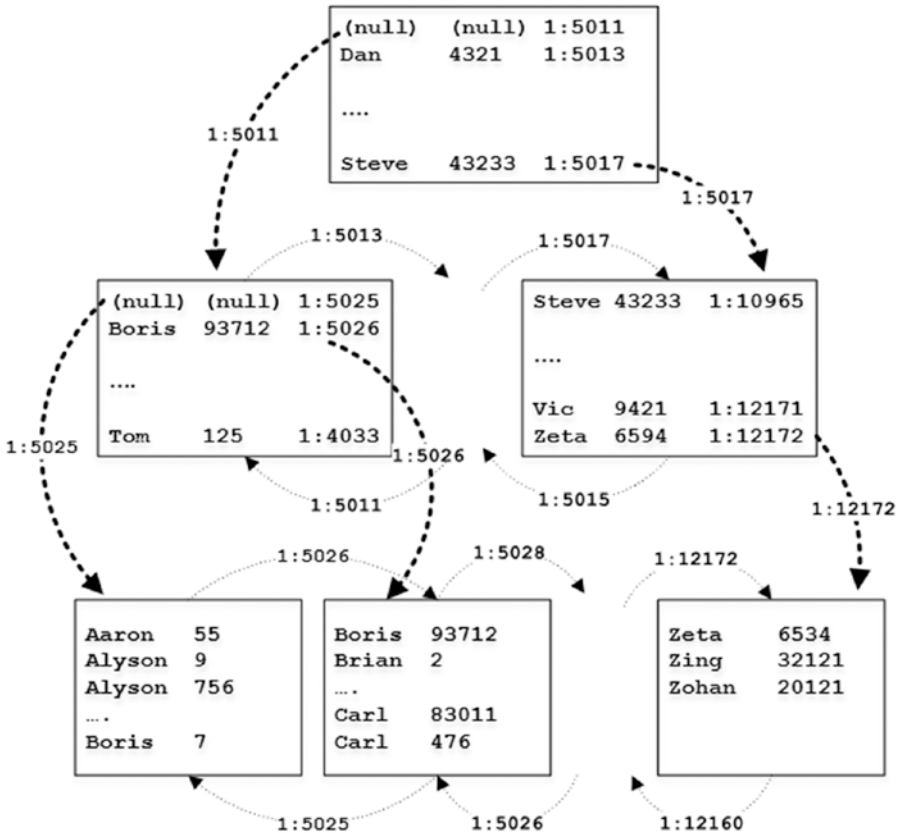 (null) (null) 1:5011
Dan 4321 1:5013
....
Steve 43233 1:5017
1:5011
1:5017
1:5013
1:5017
(null) (null) 1:5025
Boris 93712 1:5026
....
Tom 125 1:4033
Steve 43233 1:10965
....
Vic 9421 1:12171
Zeta 6594 1:12172
1:5025
1:5026
1:5011
1:5015
1:12172
1:5026
1:5028
1:12172
Aaron 55
Alyson 9
Alyson 756
....
Boris 7
Boris 93712
Brian 2
....
Carl 83011
Carl 476
Zeta 6534
Zing 32121
Zohan 20121
1:5025
1:5026
1:12160